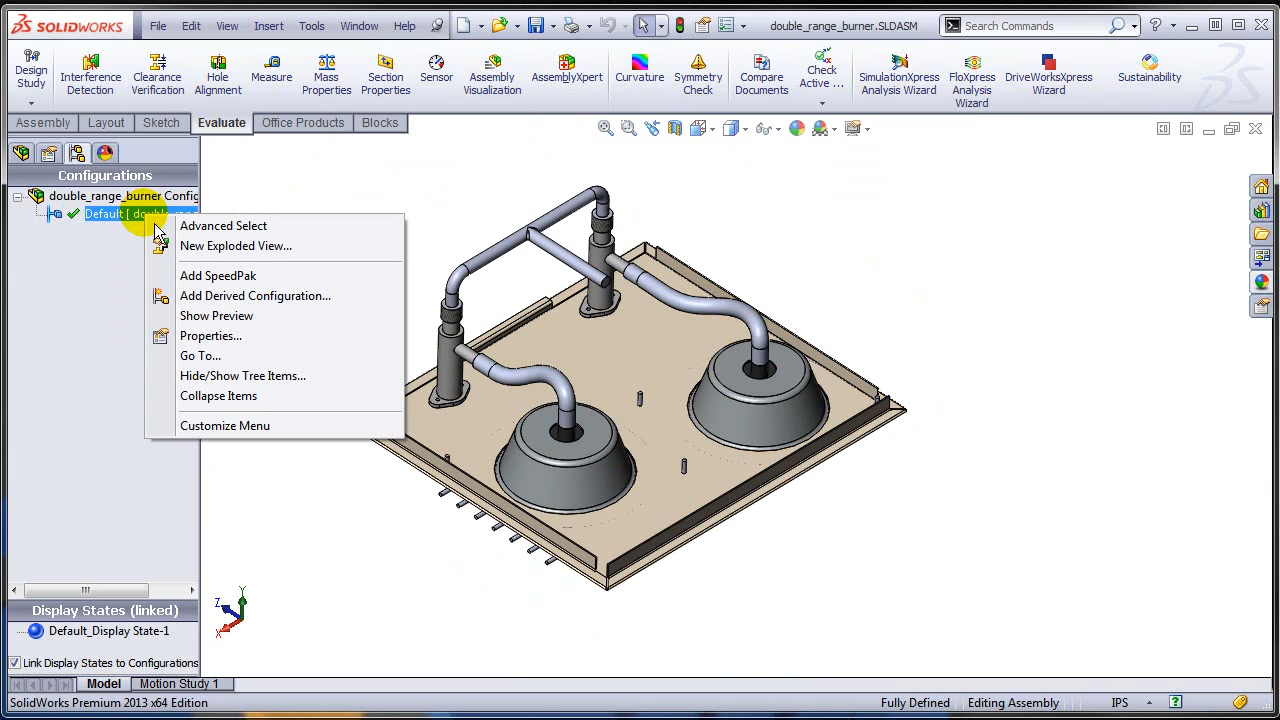 SOLIDWORKS File Edit View Insert Tools Window Help double_range_burner.SLDASM Search Commands
Design Study
Interference Detection
Clearance Verification
Hole Alignment
Measure
Mass Properties
Section Properties
Sensor
Assembly Visualization
AssemblyXpert
Curvature
Symmetry Check
Compare Documents
Check Active ...
SimulationXpress Analysis Wizard
FloXpress Analysis Wizard
DriveWorksXpress Wizard
Sustainability
Assembly Layout Sketch Evaluate Office Products Blocks
Configurations
double_range_burner Config
Default [
Advanced Select
New Exploded View...
Add SpeedPak
Add Derived Configuration...
Show Preview
Properties...
Go To...
Hide/Show Tree Items...
Collapse Items
Customize Menu
Y
Z
X
Display States (linked)
Default_Display State-1
Link Display States to Configurations
Model Motion Study 1
SolidWorks Premium 2013 x64 Edition Fully Defined Editing Assembly IPS